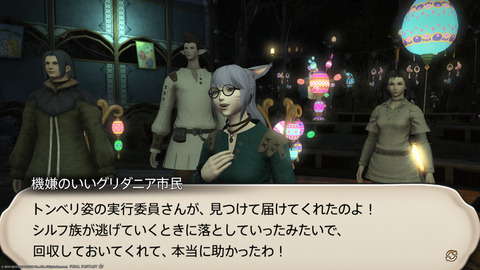 機嫌のいいグリダニア市民
トンベリ姿の実行委員さんが、見つけて届けてくれたのよ！
シルフ族が逃げていくときに落としていったみたいで、
回収しておいてくれて、本当に助かったわ！